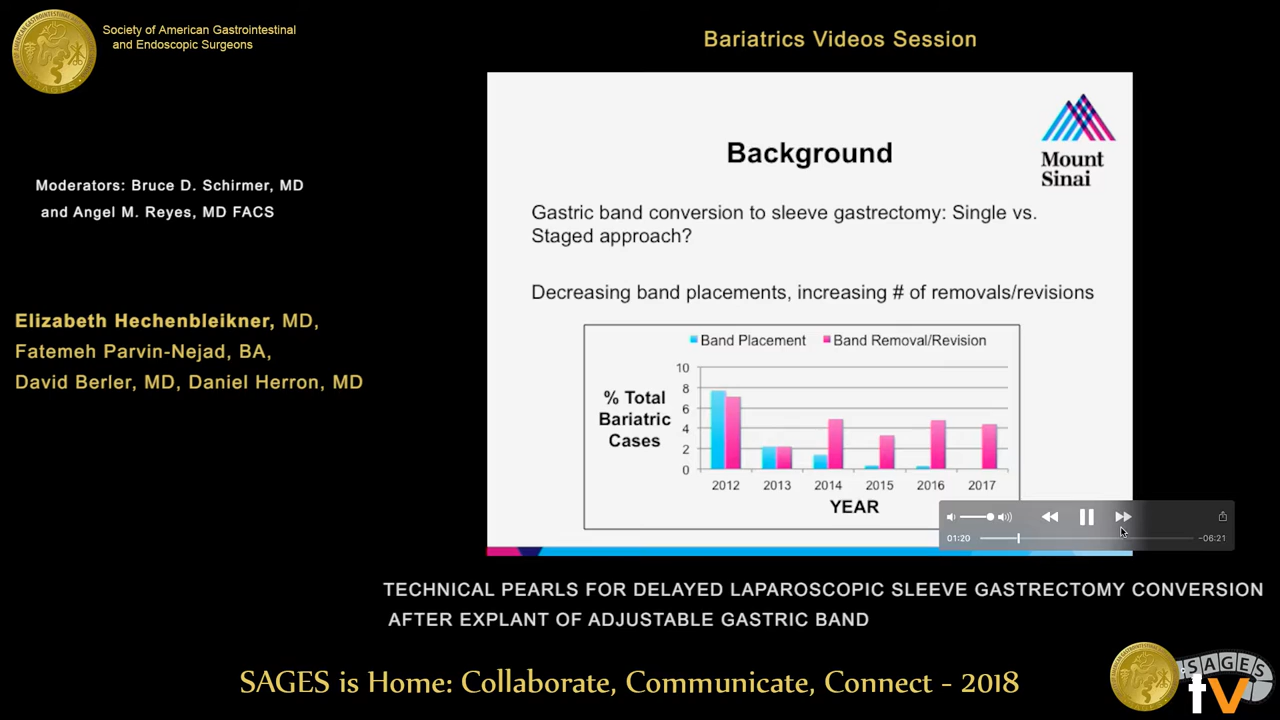 Society of American Gastrointestinal
and Endoscopic Surgeons
Bariatrics Videos Session
Moderators: Bruce D. Schirmer, MD
and Angel M. Reyes, MD FACS
Elizabeth Hechenbleikner, MD,
Fatemeh Parvin-Nejad, BA,
David Berler, MD, Daniel Herron, MD
Mount
Sinai
Background
Gastric band conversion to sleeve gastrectomy: Single vs.
Staged approach?
Decreasing band placements, increasing # of removals/revisions
Band Placement Band Removal/Revision
% Total
Bariatric
Cases
10
8
6
4
2
0
2012 2013 2014 2015 2016 2017
YEAR
01:20 -06:21
TECHNICAL PEARLS FOR DELAYED LAPAROSCOPIC SLEEVE GASTRECTOMY CONVERSION
AFTER EXPLANT OF ADJUSTABLE GASTRIC BAND
SAGES is Home: Collaborate, Communicate, Connect - 2018
SAGES
tv